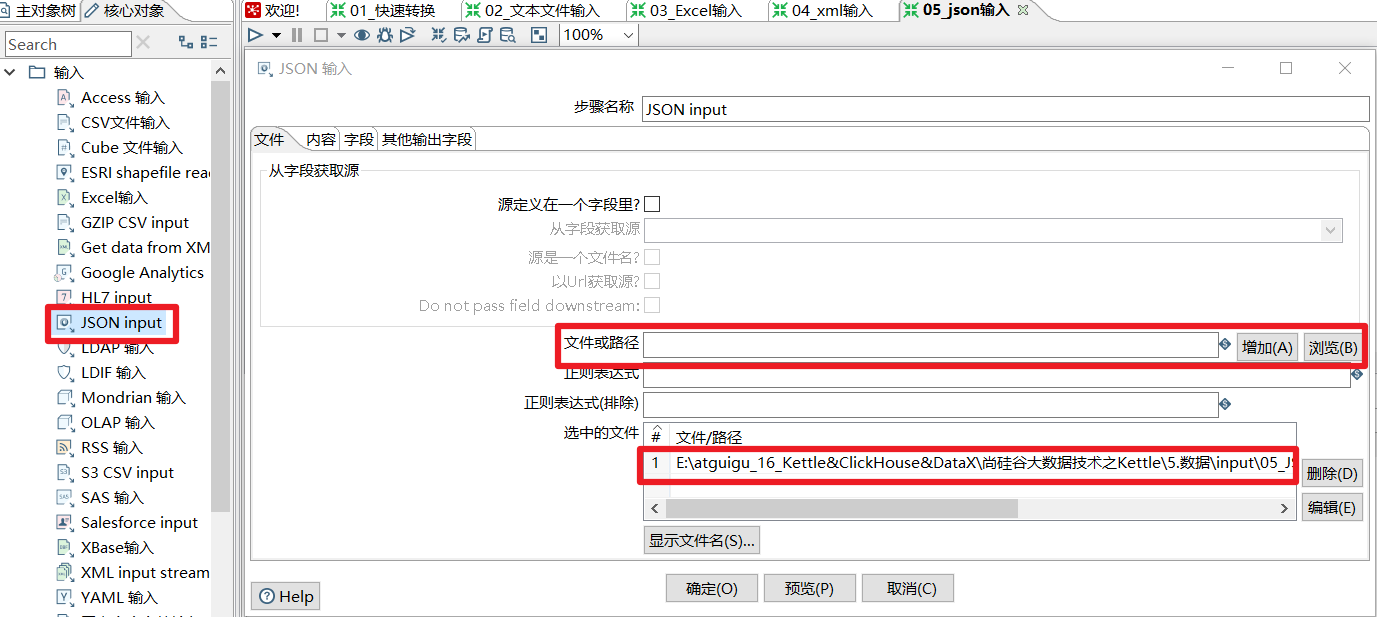 主对象树 核心对象
Search
输入
Access 输入
CSV文件输入
Cube 文件输入
ESRI shapefile rea
Excel输入
GZIP CSV input
Get data from XM
Google Analytics
HL7 input
JSON input
LDAP 输入
LDIF 输入
Mondrian 输入
OLAP 输入
RSS 输入
S3 CSV input
SAS 输入
Salesforce input
XBase输入
XML input stream
YAML 输入
欢迎! 01_快速转换 02_文本文件输入 03_Excel输入 04_xml输入 05_json输入
100%
JSON 输入
步骤名称 JSON input
文件 内容 字段 其他输出字段
从字段获取源
源定义在一个字段里?
从字段获取源
源是一个文件名?
以Url获取源?
Do not pass field downstream:
文件或路径 增加(A) 浏览(B)
正则表达式
正则表达式(排除)
选中的文件 # 文件/路径
1 E:\atguigu_16_Kettle&ClickHouse&DataX\尚硅谷大数据技术之Kettle\5.数据\input\05_JS
删除(D)
编辑(E)
显示文件名(S)...
Help 确定(O) 预览(P) 取消(C)